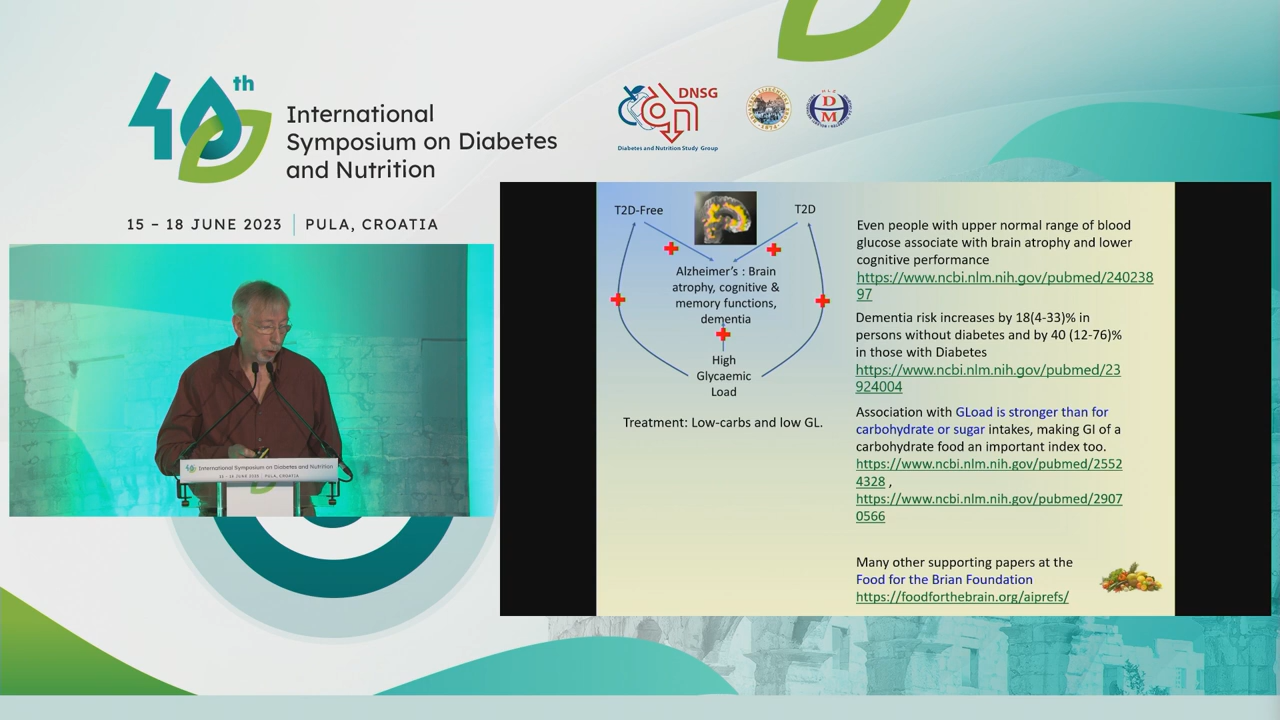 40th
International
Symposium on Diabetes
and Nutrition
15 – 18 JUNE 2023 | PULA, CROATIA
DNSG
Diabetes and Nutrition Study Group
D
M
International Symposium on Diabetes and Nutrition
15 - 18 JUNE 2023 | PULA, CROATIA
T2D-Free
T2D
Alzheimer's : Brain
atrophy, cognitive &
memory functions,
dementia
High
Glycaemic
Load
Treatment: Low-carbs and low GL.
Even people with upper normal range of blood
glucose associate with brain atrophy and lower
cognitive performance
https://www.ncbi.nlm.nih.gov/pubmed/240238
97
Dementia risk increases by 18(4-33)% in
persons without diabetes and by 40 (12-76)%
in those with Diabetes
https://www.ncbi.nlm.nih.gov/pubmed/23
924004
Association with GLoad is stronger than for
carbohydrate or sugar intakes, making GI of a
carbohydrate food an important index too.
https://www.ncbi.nlm.nih.gov/pubmed/2552
4328 ,
https://www.ncbi.nlm.nih.gov/pubmed/2907
0566
Many other supporting papers at the
Food for the Brian Foundation
https://foodforthebrain.org/aiprefs/